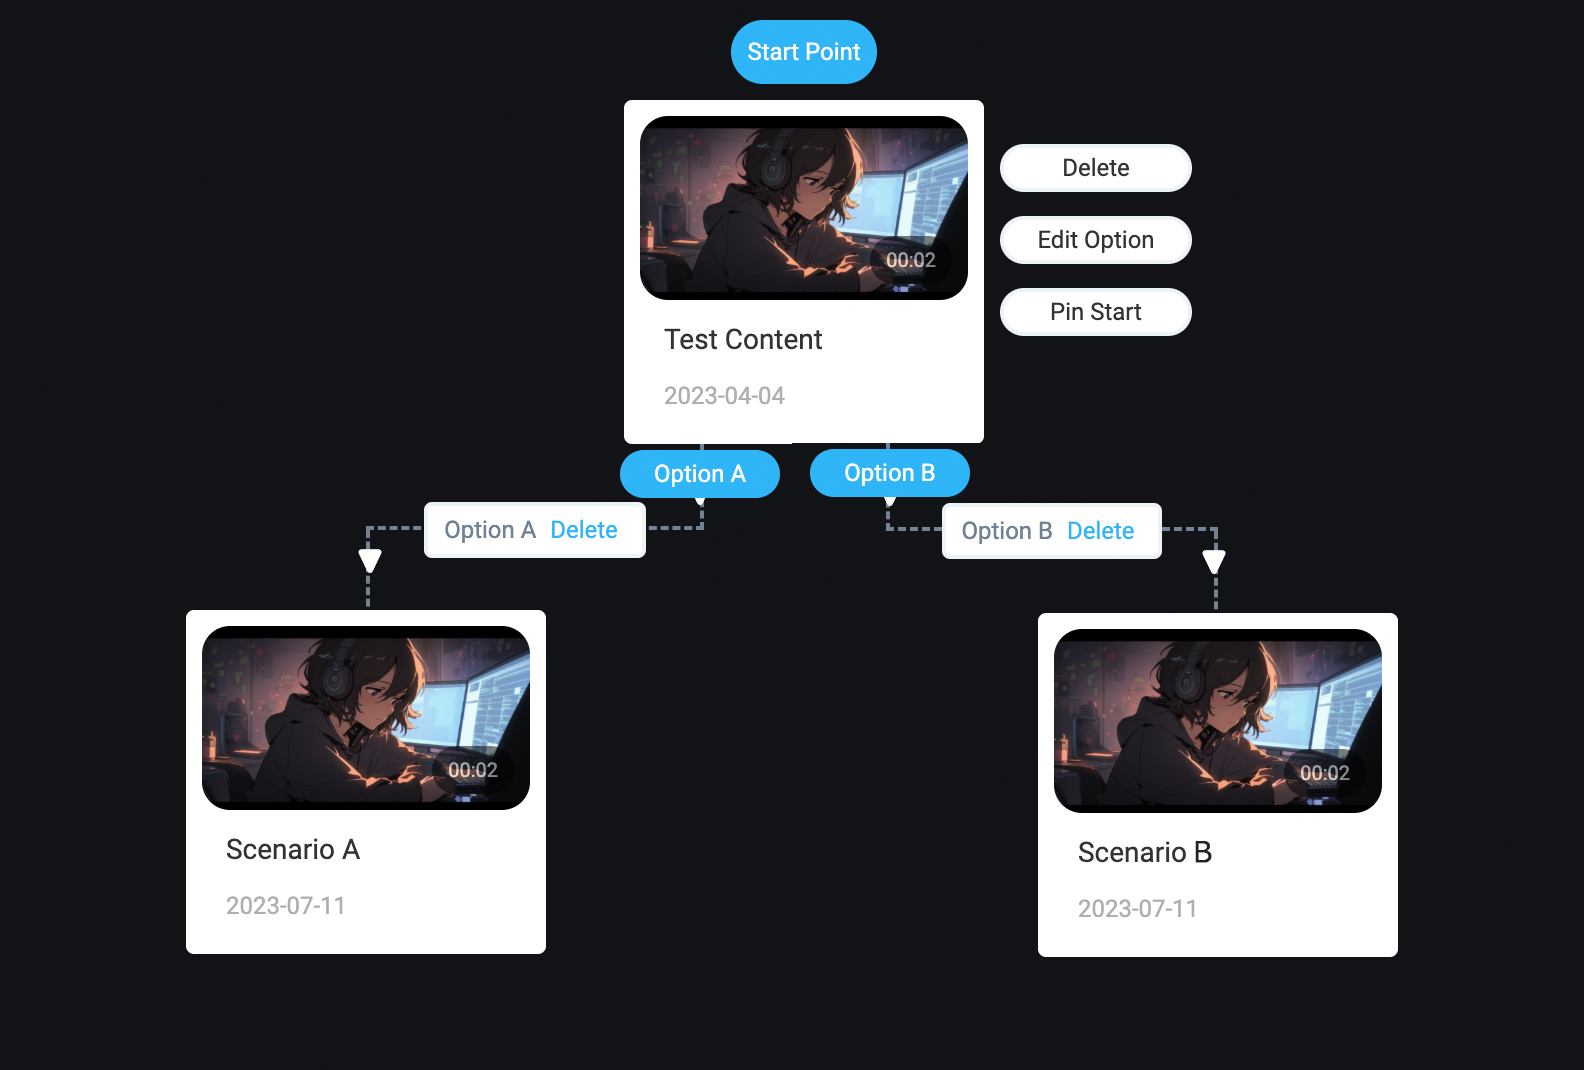 Start Point
00:02
Test Content
2023-04-04
Delete
Edit Option
Pin Start
Option A
Option B
Option A Delete
Option B Delete
00:02
Scenario A
2023-07-11
00:02
Scenario B
2023-07-11